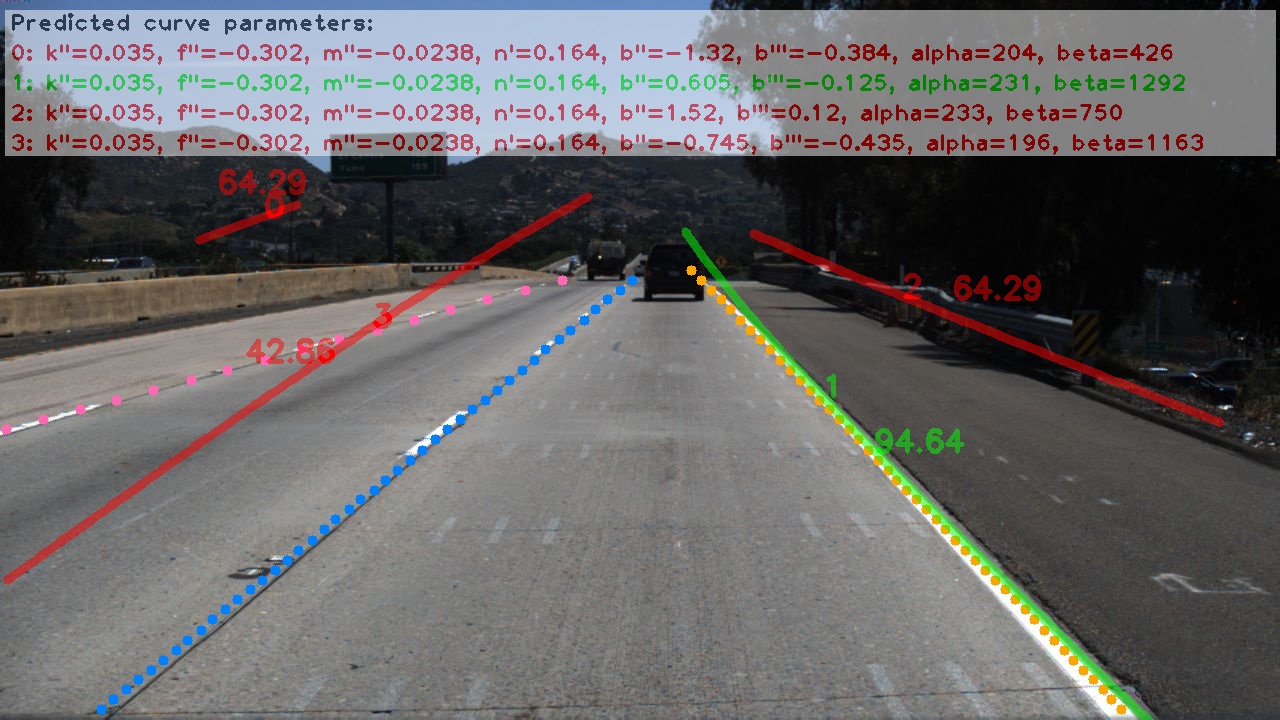 Predicted curve parameters:
0: k''=0.035, f''=−0.302, m''=−0.0238, n'=0.164, b''=−1.32, b'''=−0.384, alpha=204, beta=426
1: k''=0.035, f''=−0.302, m''=−0.0238, n'=0.164, b''=0.605, b'''=−0.125, alpha=231, beta=1292
2: k''=0.035, f''=−0.302, m''=−0.0238, n'=0.164, b''=1.52, b'''=0.12, alpha=233, beta=750
3: k''=0.035, f''=−0.302, m''=−0.0238, n'=0.164, b''=−0.745, b'''=−0.435, alpha=196, beta=1163
Yuma 199
64.29
0
2 64.29
3
42.86
1
94.64